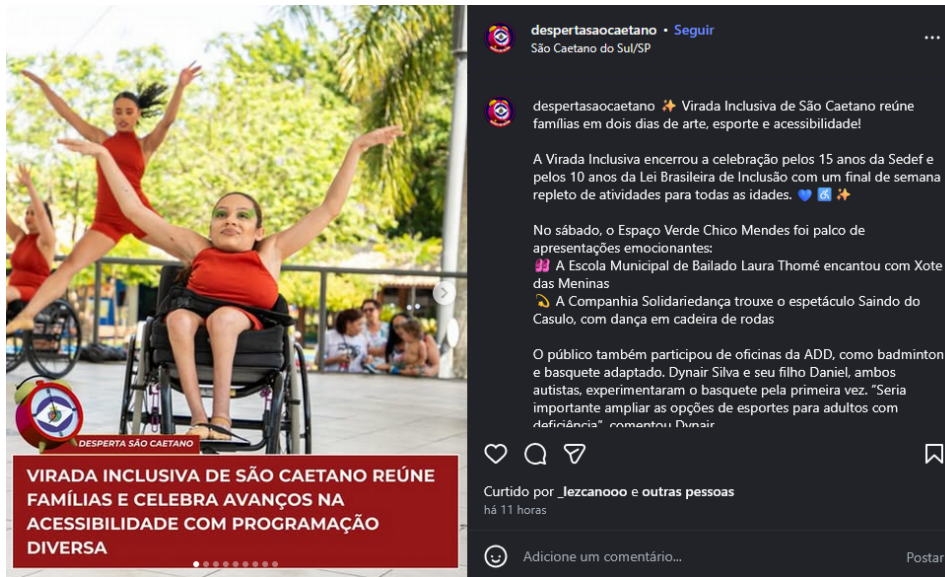 DESPERTA SÃO CAETANO
VIRADA INCLUSIVA DE SÃO CAETANO REÚNE
FAMÍLIAS E CELEBRA AVANÇOS NA
ACESSIBILIDADE COM PROGRAMAÇÃO
DIVERSA
despertasaocaetano • Seguir
São Caetano do Sul/SP
despertasaocaetano ✨ Virada Inclusiva de São Caetano reúne
famílias em dois dias de arte, esporte e acessibilidade!
A Virada Inclusiva encerrou a celebração pelos 15 anos da Sedef e
pelos 10 anos da Lei Brasileira de Inclusão com um final de semana
repleto de atividades para todas as idades. 💙 ♿ ✨
No sábado, o Espaço Verde Chico Mendes foi palco de
apresentações emocionantes:
🩰 A Escola Municipal de Bailado Laura Thomé encantou com Xote
das Meninas
💫 A Companhia Solidariedança trouxe o espetáculo Saindo do
Casulo, com dança em cadeira de rodas
O público também participou de oficinas da ADD, como badminton
e basquete adaptado. Dynair Silva e seu filho Daniel, ambos
autistas, experimentaram o basquete pela primeira vez. "Seria
importante ampliar as opções de esportes para adultos com
deficiência", comentou Dynair
Curtido por _lezcanooo e outras pessoas
há 11 horas
Adicione um comentário...
Postar